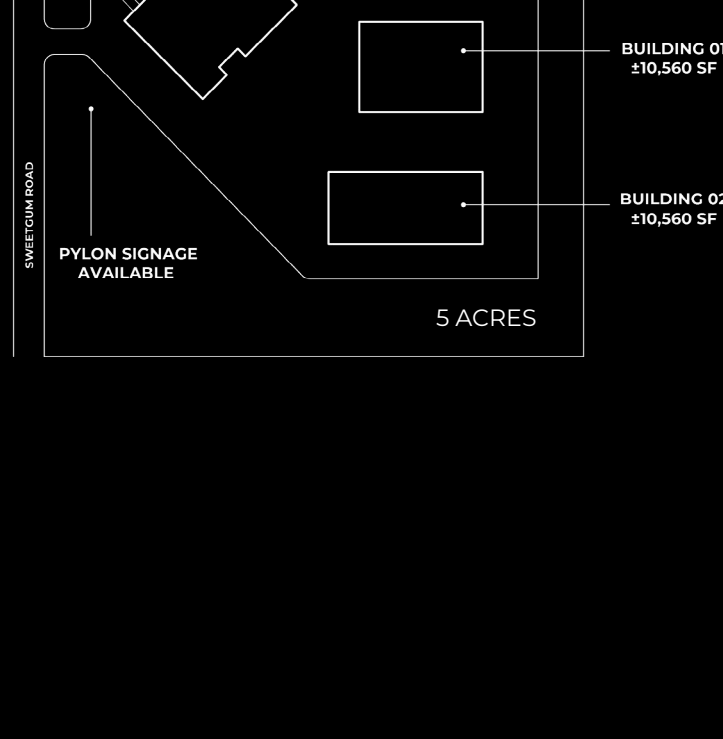 BUILDING 01
±10,560 SF
SWEETGUM ROAD
BUILDING 02
±10,560 SF
PYLON SIGNAGE
AVAILABLE
5 ACRES